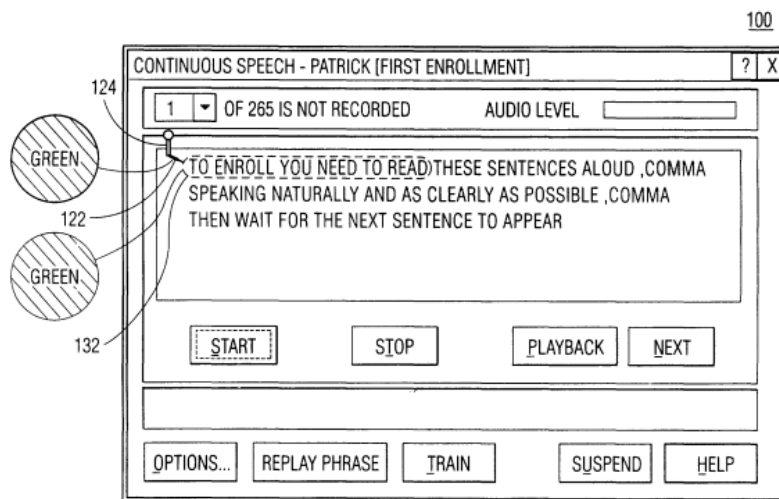 100
CONTINUOUS SPEECH - PATRICK [FIRST ENROLLMENT] ? X
124
1 OF 265 IS NOT RECORDED AUDIO LEVEL
GREEN
TO ENROLL YOU NEED TO READ)THESE SENTENCES ALOUD ,COMMA
122
SPEAKING NATURALLY AND AS CLEARLY AS POSSIBLE ,COMMA
THEN WAIT FOR THE NEXT SENTENCE TO APPEAR
GREEN
132
START STOP PLAYBACK NEXT
OPTIONS... REPLAY PHRASE TRAIN SUSPEND HELP